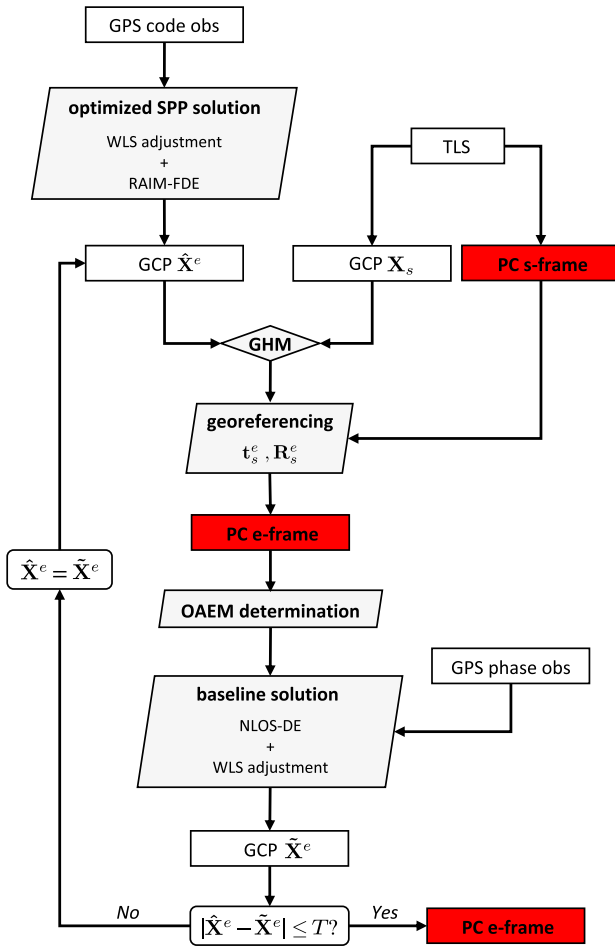 GPS code obs
optimized SPP solution
WLS adjustment
+
RAIM-FDE
TLS
GCP X̂ᵉ
GCP Xₛ
PC s-frame
GHM
georeferencing
tₛᵉ , Rₛᵉ
PC e-frame
X̂ᵉ = X̃ᵉ
OAEM determination
GPS phase obs
baseline solution
NLOS-DE
+
WLS adjustment
GCP X̃ᵉ
No
|X̂ᵉ − X̃ᵉ| ≤ T?
Yes
PC e-frame